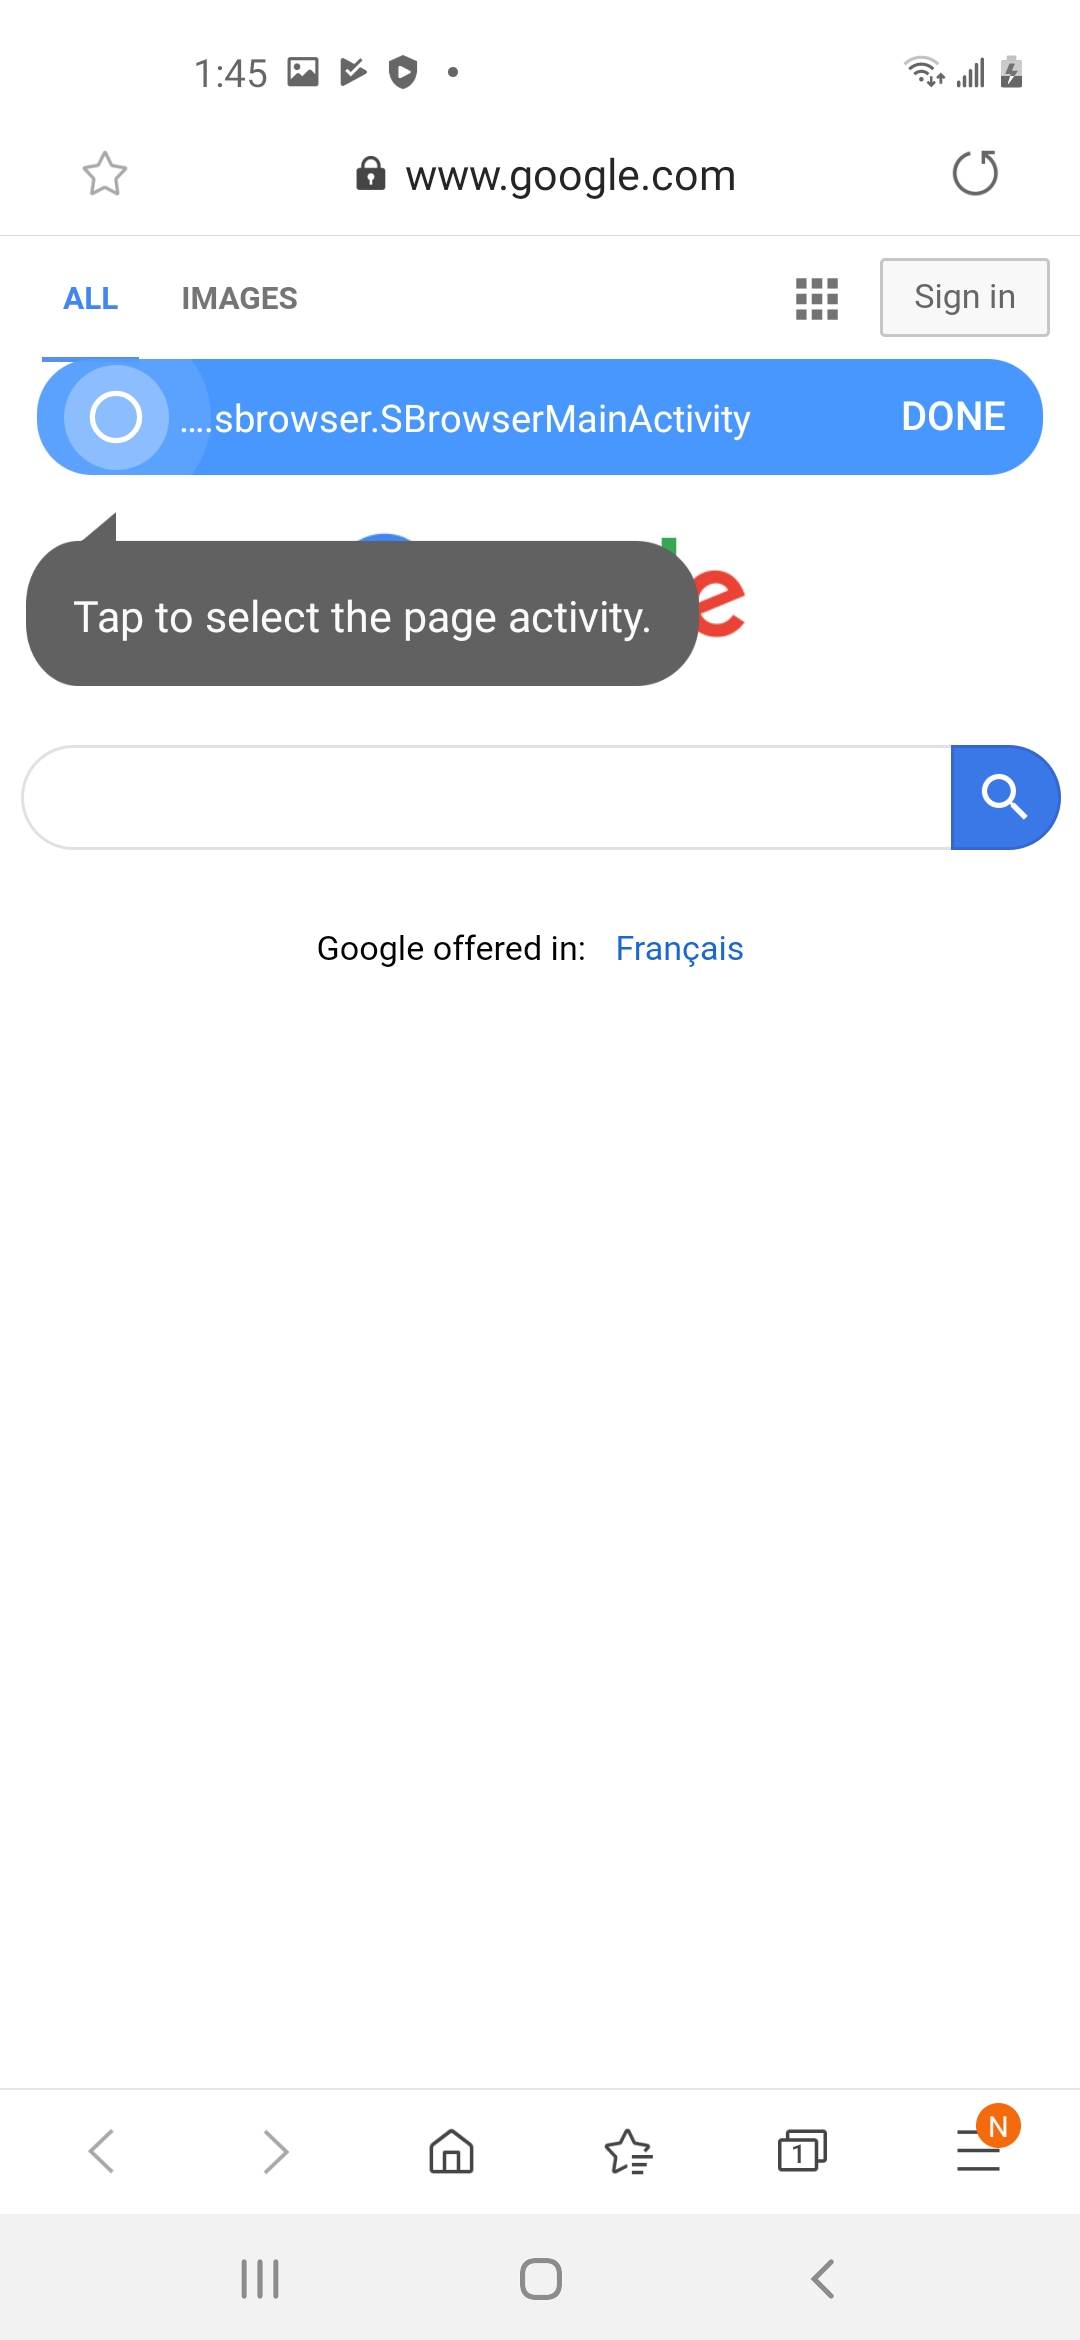 1:45
www.google.com
ALL IMAGES Sign in
....sbrowser.SBrowserMainActivity DONE
Tap to select the page activity.
Google offered in: Français
1
N